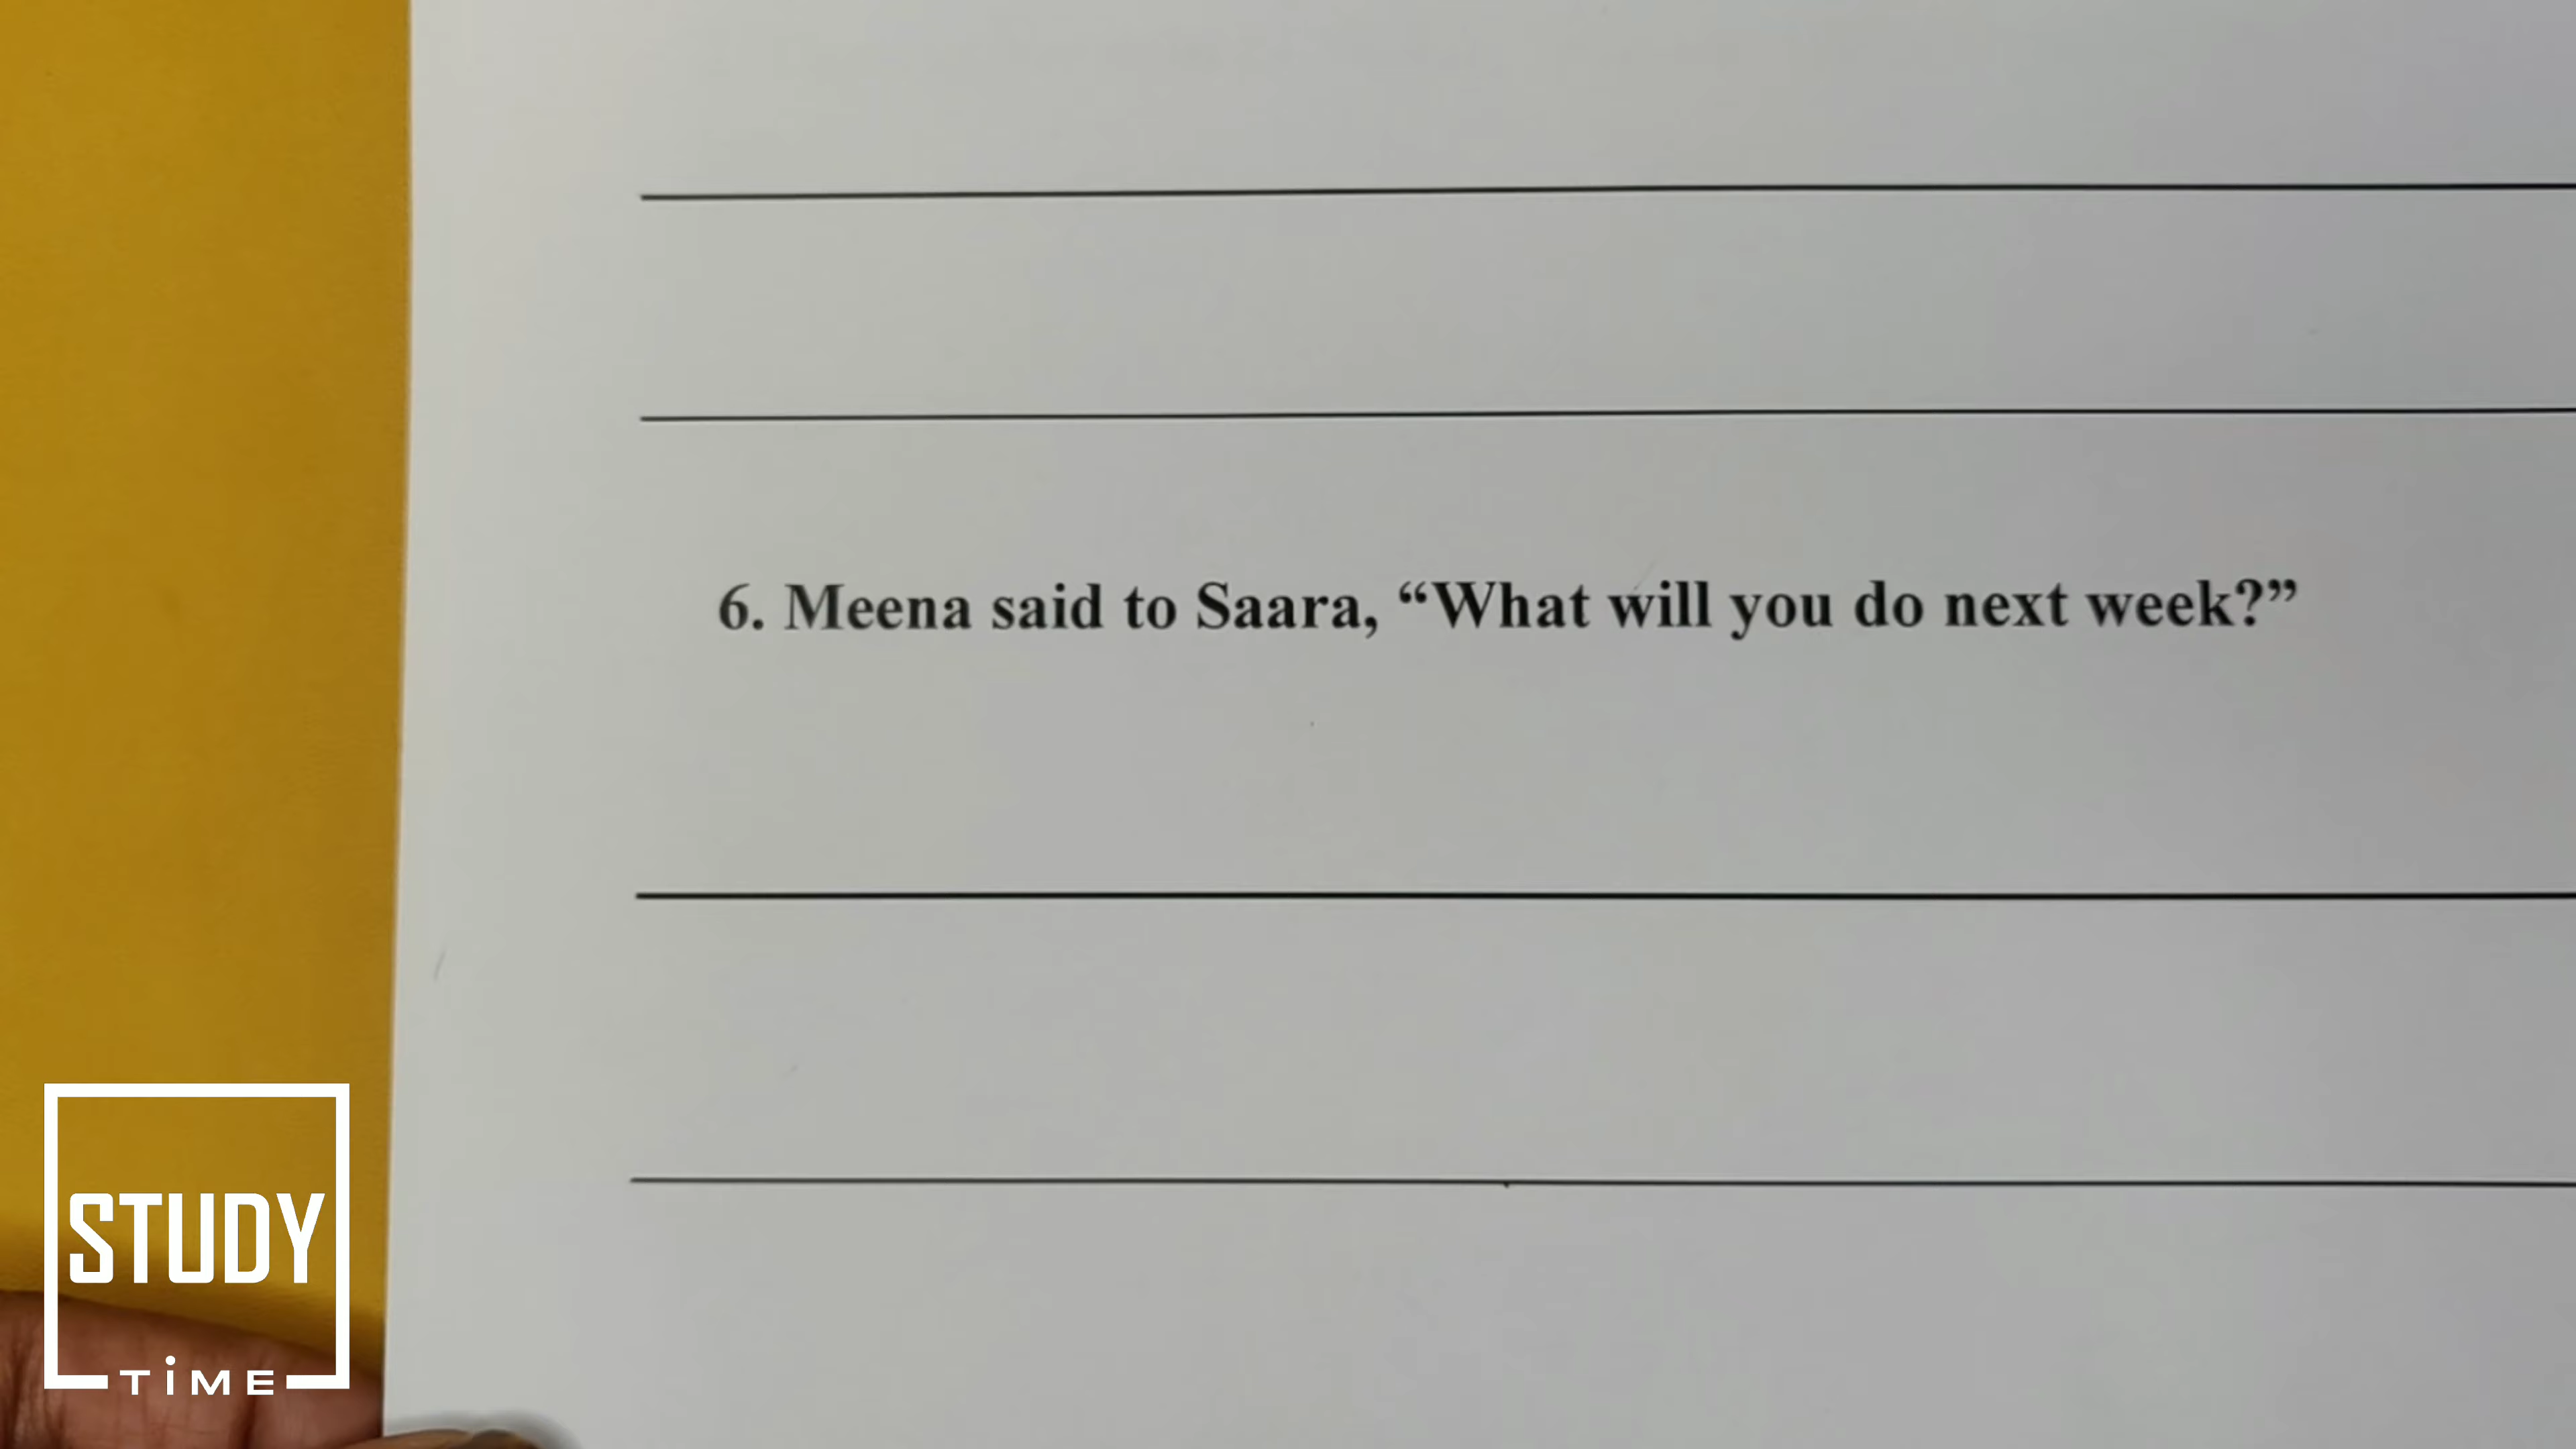 6. Meena said to Saara, “What will you do next week?”
STUDY
TiME